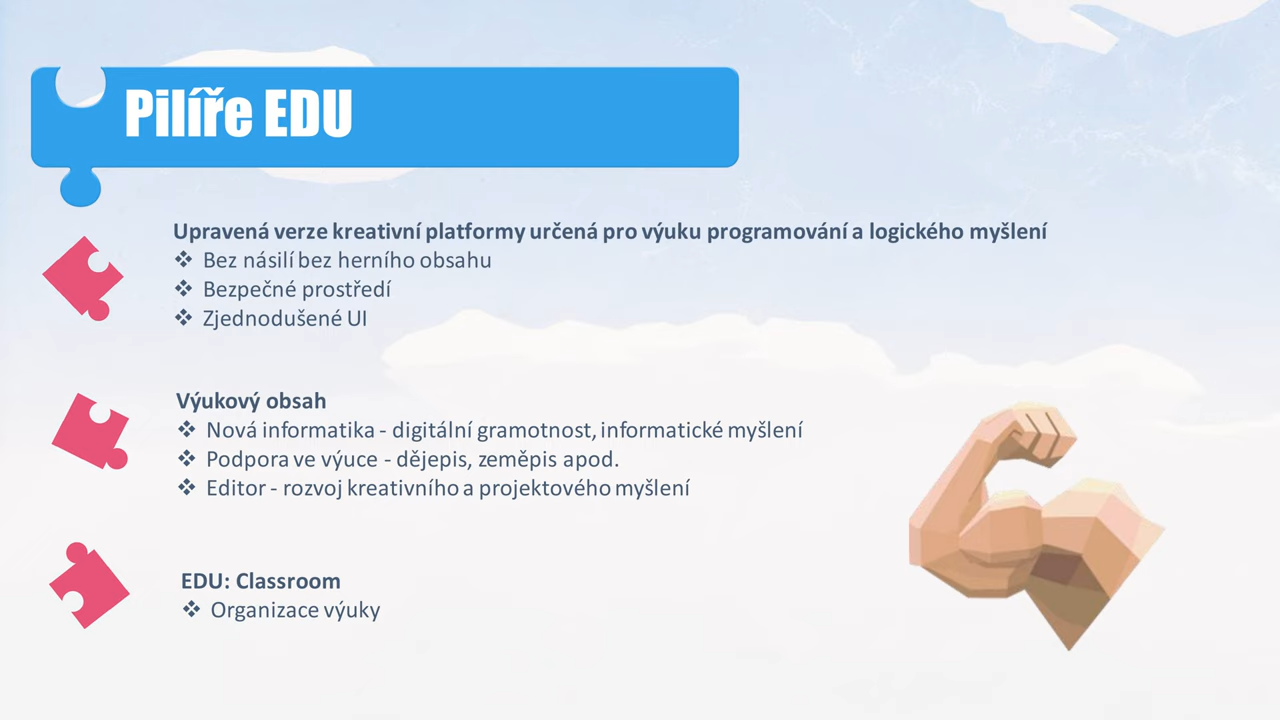 Pilíře EDU
Upravená verze kreativní platformy určená pro výuku programování a logického myšlení
❖ Bez násilí bez herního obsahu
❖ Bezpečné prostředí
❖ Zjednodušené UI
Výukový obsah
❖ Nová informatika - digitální gramotnost, informatické myšlení
❖ Podpora ve výuce - dějepis, zeměpis apod.
❖ Editor - rozvoj kreativního a projektového myšlení
EDU: Classroom
❖ Organizace výuky